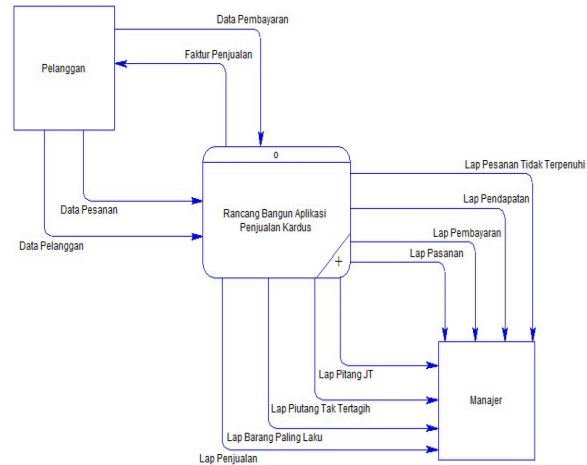 Data Pembayaran
Faktur Penjualan
Pelanggan
0
Lap Pesanan Tidak Terpenuhi
Lap Pendapatan
Data Pesanan
Rancang Bangun Aplikasi
Penjualan Kardus
Lap Pembayaran
Data Pelanggan
Lap Pasanan
+
Lap Pitang JT
Manajer
Lap Piutang Tak Tertagih
Lap Barang Paling Laku
Lap Penjualan